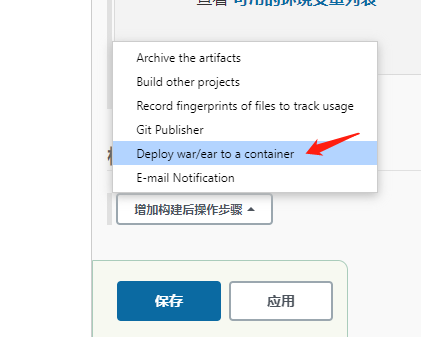 查看 可用的环境变量列表
Archive the artifacts
Build other projects
Record fingerprints of files to track usage
Git Publisher
Deploy war/ear to a container
E-mail Notification
增加构建后操作步骤
保存
应用